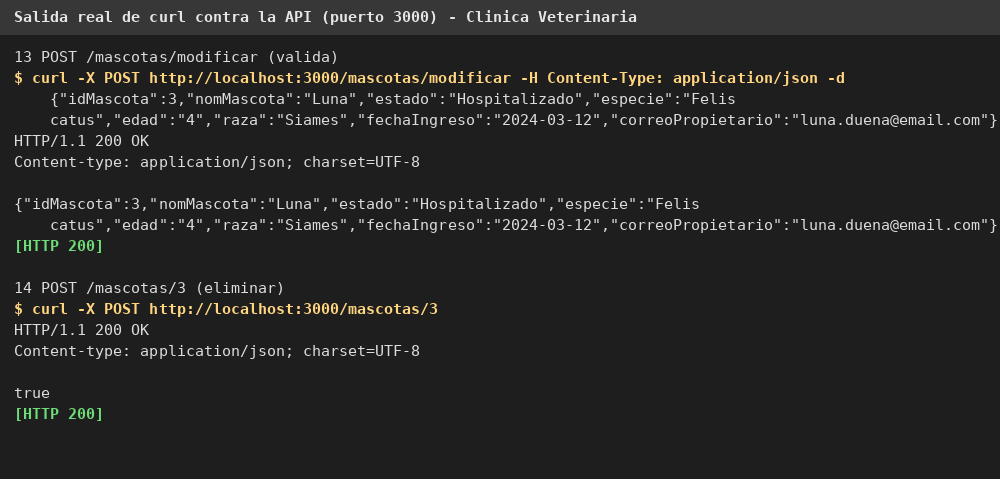 Salida real de curl contra la API (puerto 3000) - Clinica Veterinaria
13 POST /mascotas/modificar (valida)
$ curl -X POST http://localhost:3000/mascotas/modificar -H Content-Type: application/json -d
{"idMascota":3,"nomMascota":"Luna","estado":"Hospitalizado","especie":"Felis
catus","edad":"4","raza":"Siames","fechaIngreso":"2024-03-12","correoPropietario":"luna.duena@email.com"}
HTTP/1.1 200 OK
Content-type: application/json; charset=UTF-8
{"idMascota":3,"nomMascota":"Luna","estado":"Hospitalizado","especie":"Felis
catus","edad":"4","raza":"Siames","fechaIngreso":"2024-03-12","correoPropietario":"luna.duena@email.com"}
[HTTP 200]
14 POST /mascotas/3 (eliminar)
$ curl -X POST http://localhost:3000/mascotas/3
HTTP/1.1 200 OK
Content-type: application/json; charset=UTF-8
true
[HTTP 200]